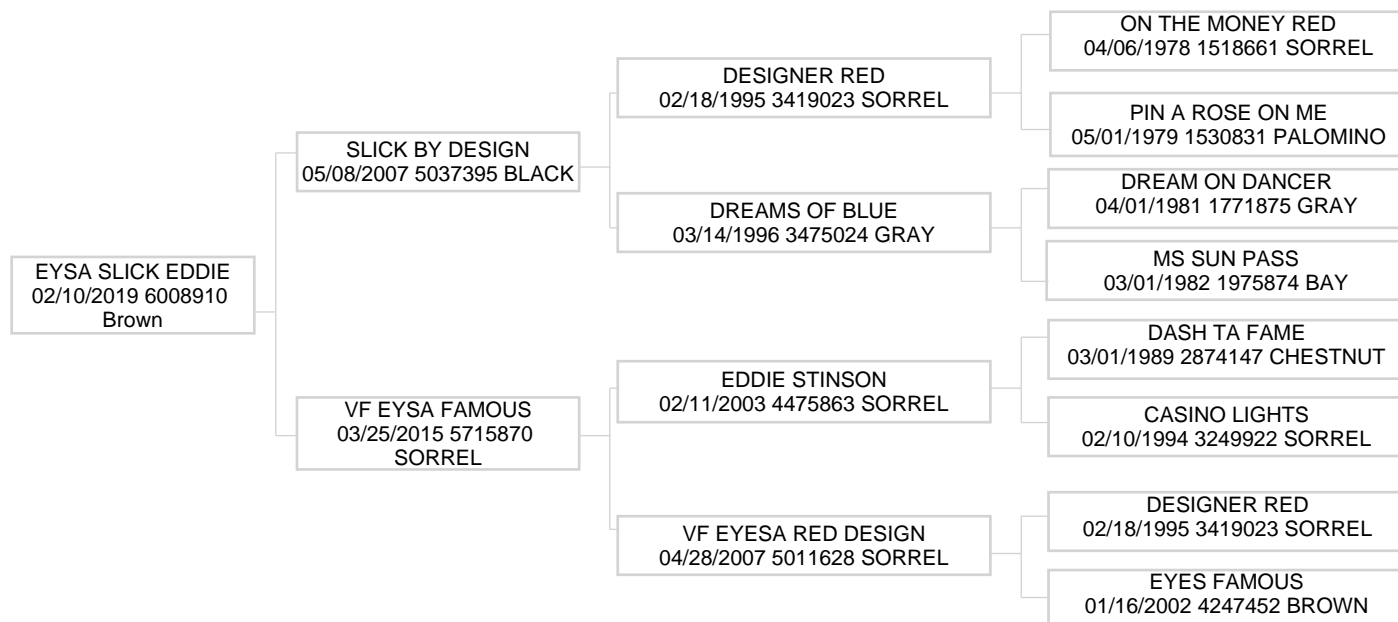 ON THE MONEY RED
04/06/1978 1518661 SORREL
DESIGNER RED
02/18/1995 3419023 SORREL
PIN A ROSE ON ME
05/01/1979 1530831 PALOMINO
SLICK BY DESIGN
05/08/2007 5037395 BLACK
DREAM ON DANCER
04/01/1981 1771875 GRAY
DREAMS OF BLUE
03/14/1996 3475024 GRAY
MS SUN PASS
03/01/1982 1975874 BAY
EYSA SLICK EDDIE
02/10/2019 6008910
Brown
DASH TA FAME
03/01/1989 2874147 CHESTNUT
EDDIE STINSON
02/11/2003 4475863 SORREL
CASINO LIGHTS
02/10/1994 3249922 SORREL
VF EYSA FAMOUS
03/25/2015 5715870
SORREL
DESIGNER RED
02/18/1995 3419023 SORREL
VF EYESA RED DESIGN
04/28/2007 5011628 SORREL
EYES FAMOUS
01/16/2002 4247452 BROWN